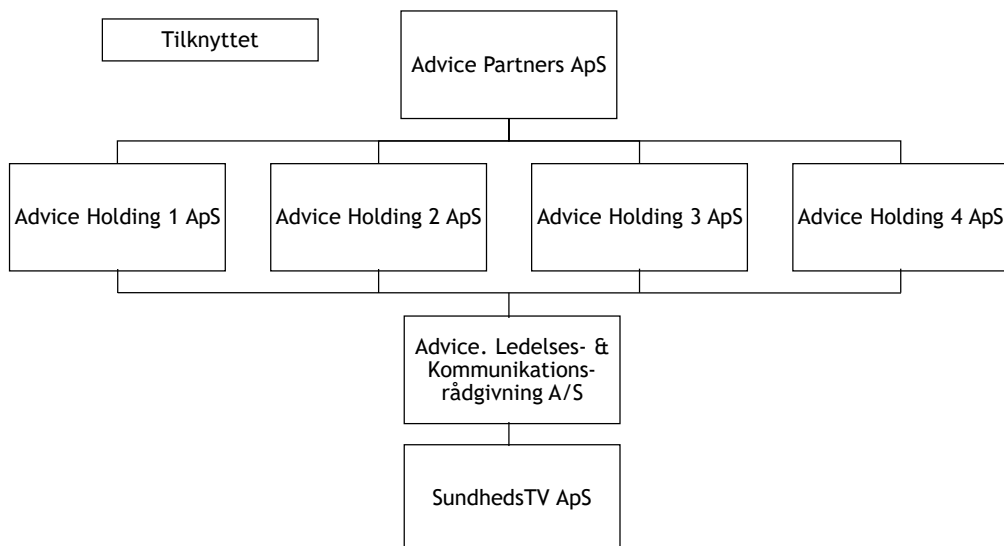 Tilknyttet
Advice Partners ApS
Advice Holding 1 ApS
Advice Holding 2 ApS
Advice Holding 3 ApS
Advice Holding 4 ApS
Advice. Ledelses- &
Kommunikations-
rådgivning A/S
SundhedsTV ApS